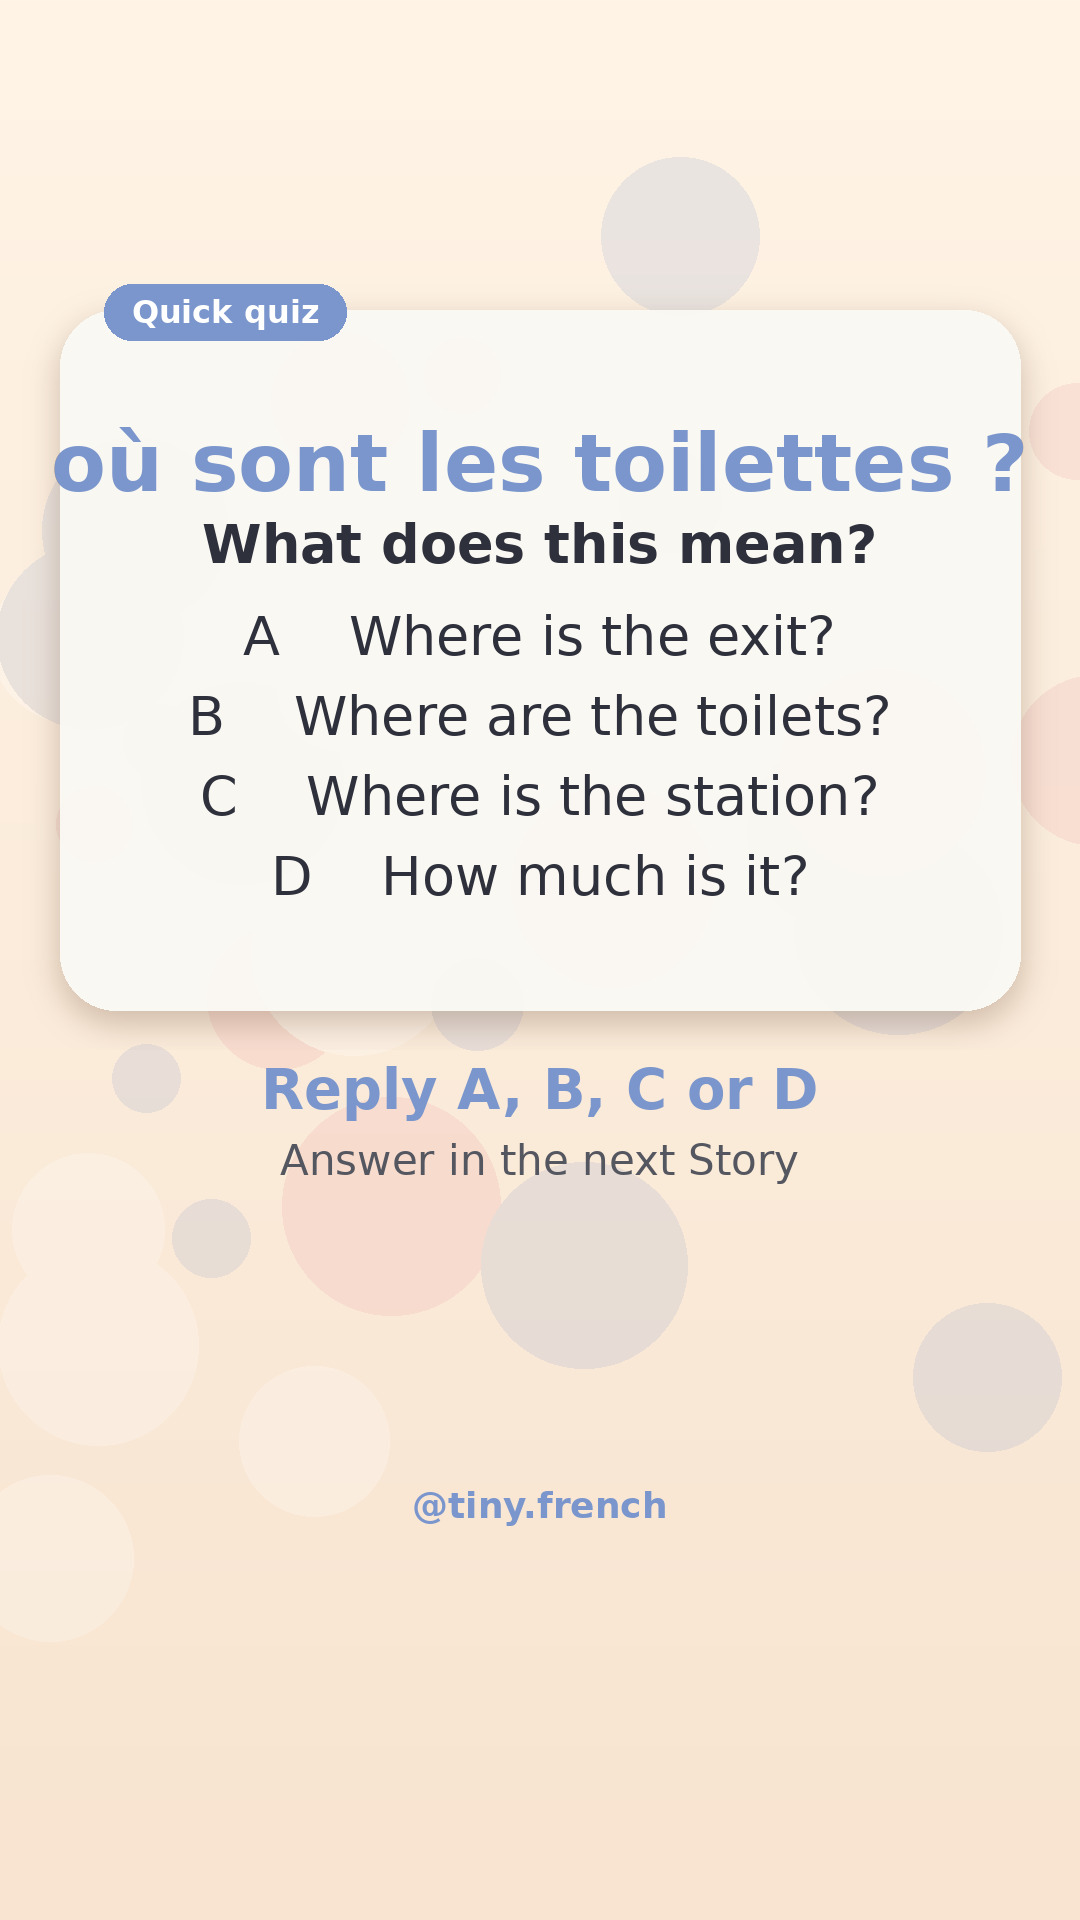 Quick quiz
où sont les toilettes ?
What does this mean?
A Where is the exit?
B Where are the toilets?
C Where is the station?
D How much is it?
Reply A, B, C or D
Answer in the next Story
@tiny.french